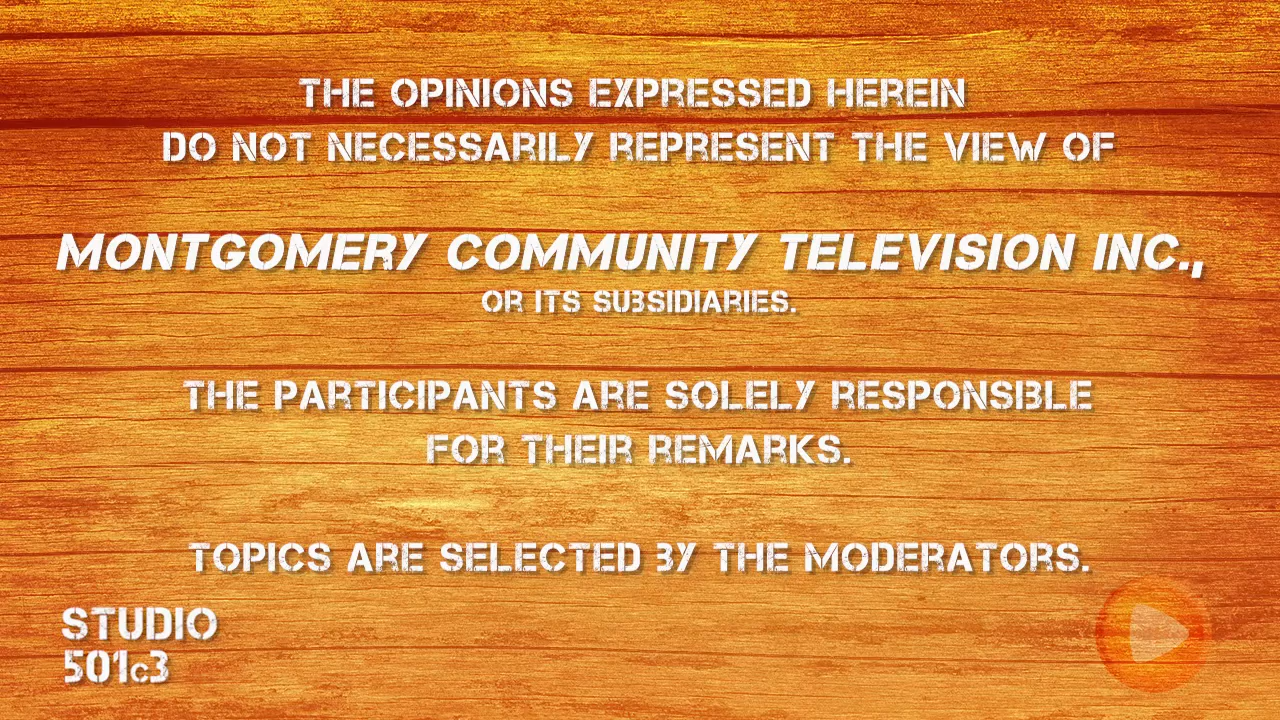 THE OPINIONS EXPRESSED HEREIN
DO NOT NECESSARILY REPRESENT THE VIEW OF
MONTGOMERY COMMUNITY TELEVISION INC.,
OR ITS SUBSIDIARIES.
THE PARTICIPANTS ARE SOLELY RESPONSIBLE
FOR THEIR REMARKS.
TOPICS ARE SELECTED BY THE MODERATORS.
STUDIO
501c3